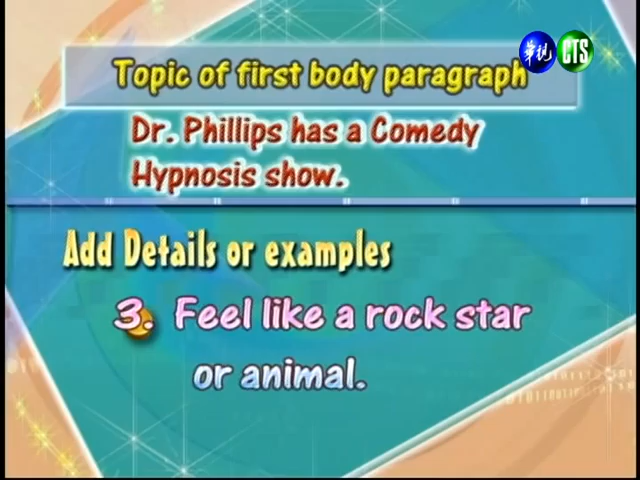 華視 CTS
Topic of first body paragraph
Dr. Phillips has a Comedy
Hypnosis show.
Add Details or examples
3. Feel like a rock star
or animal.